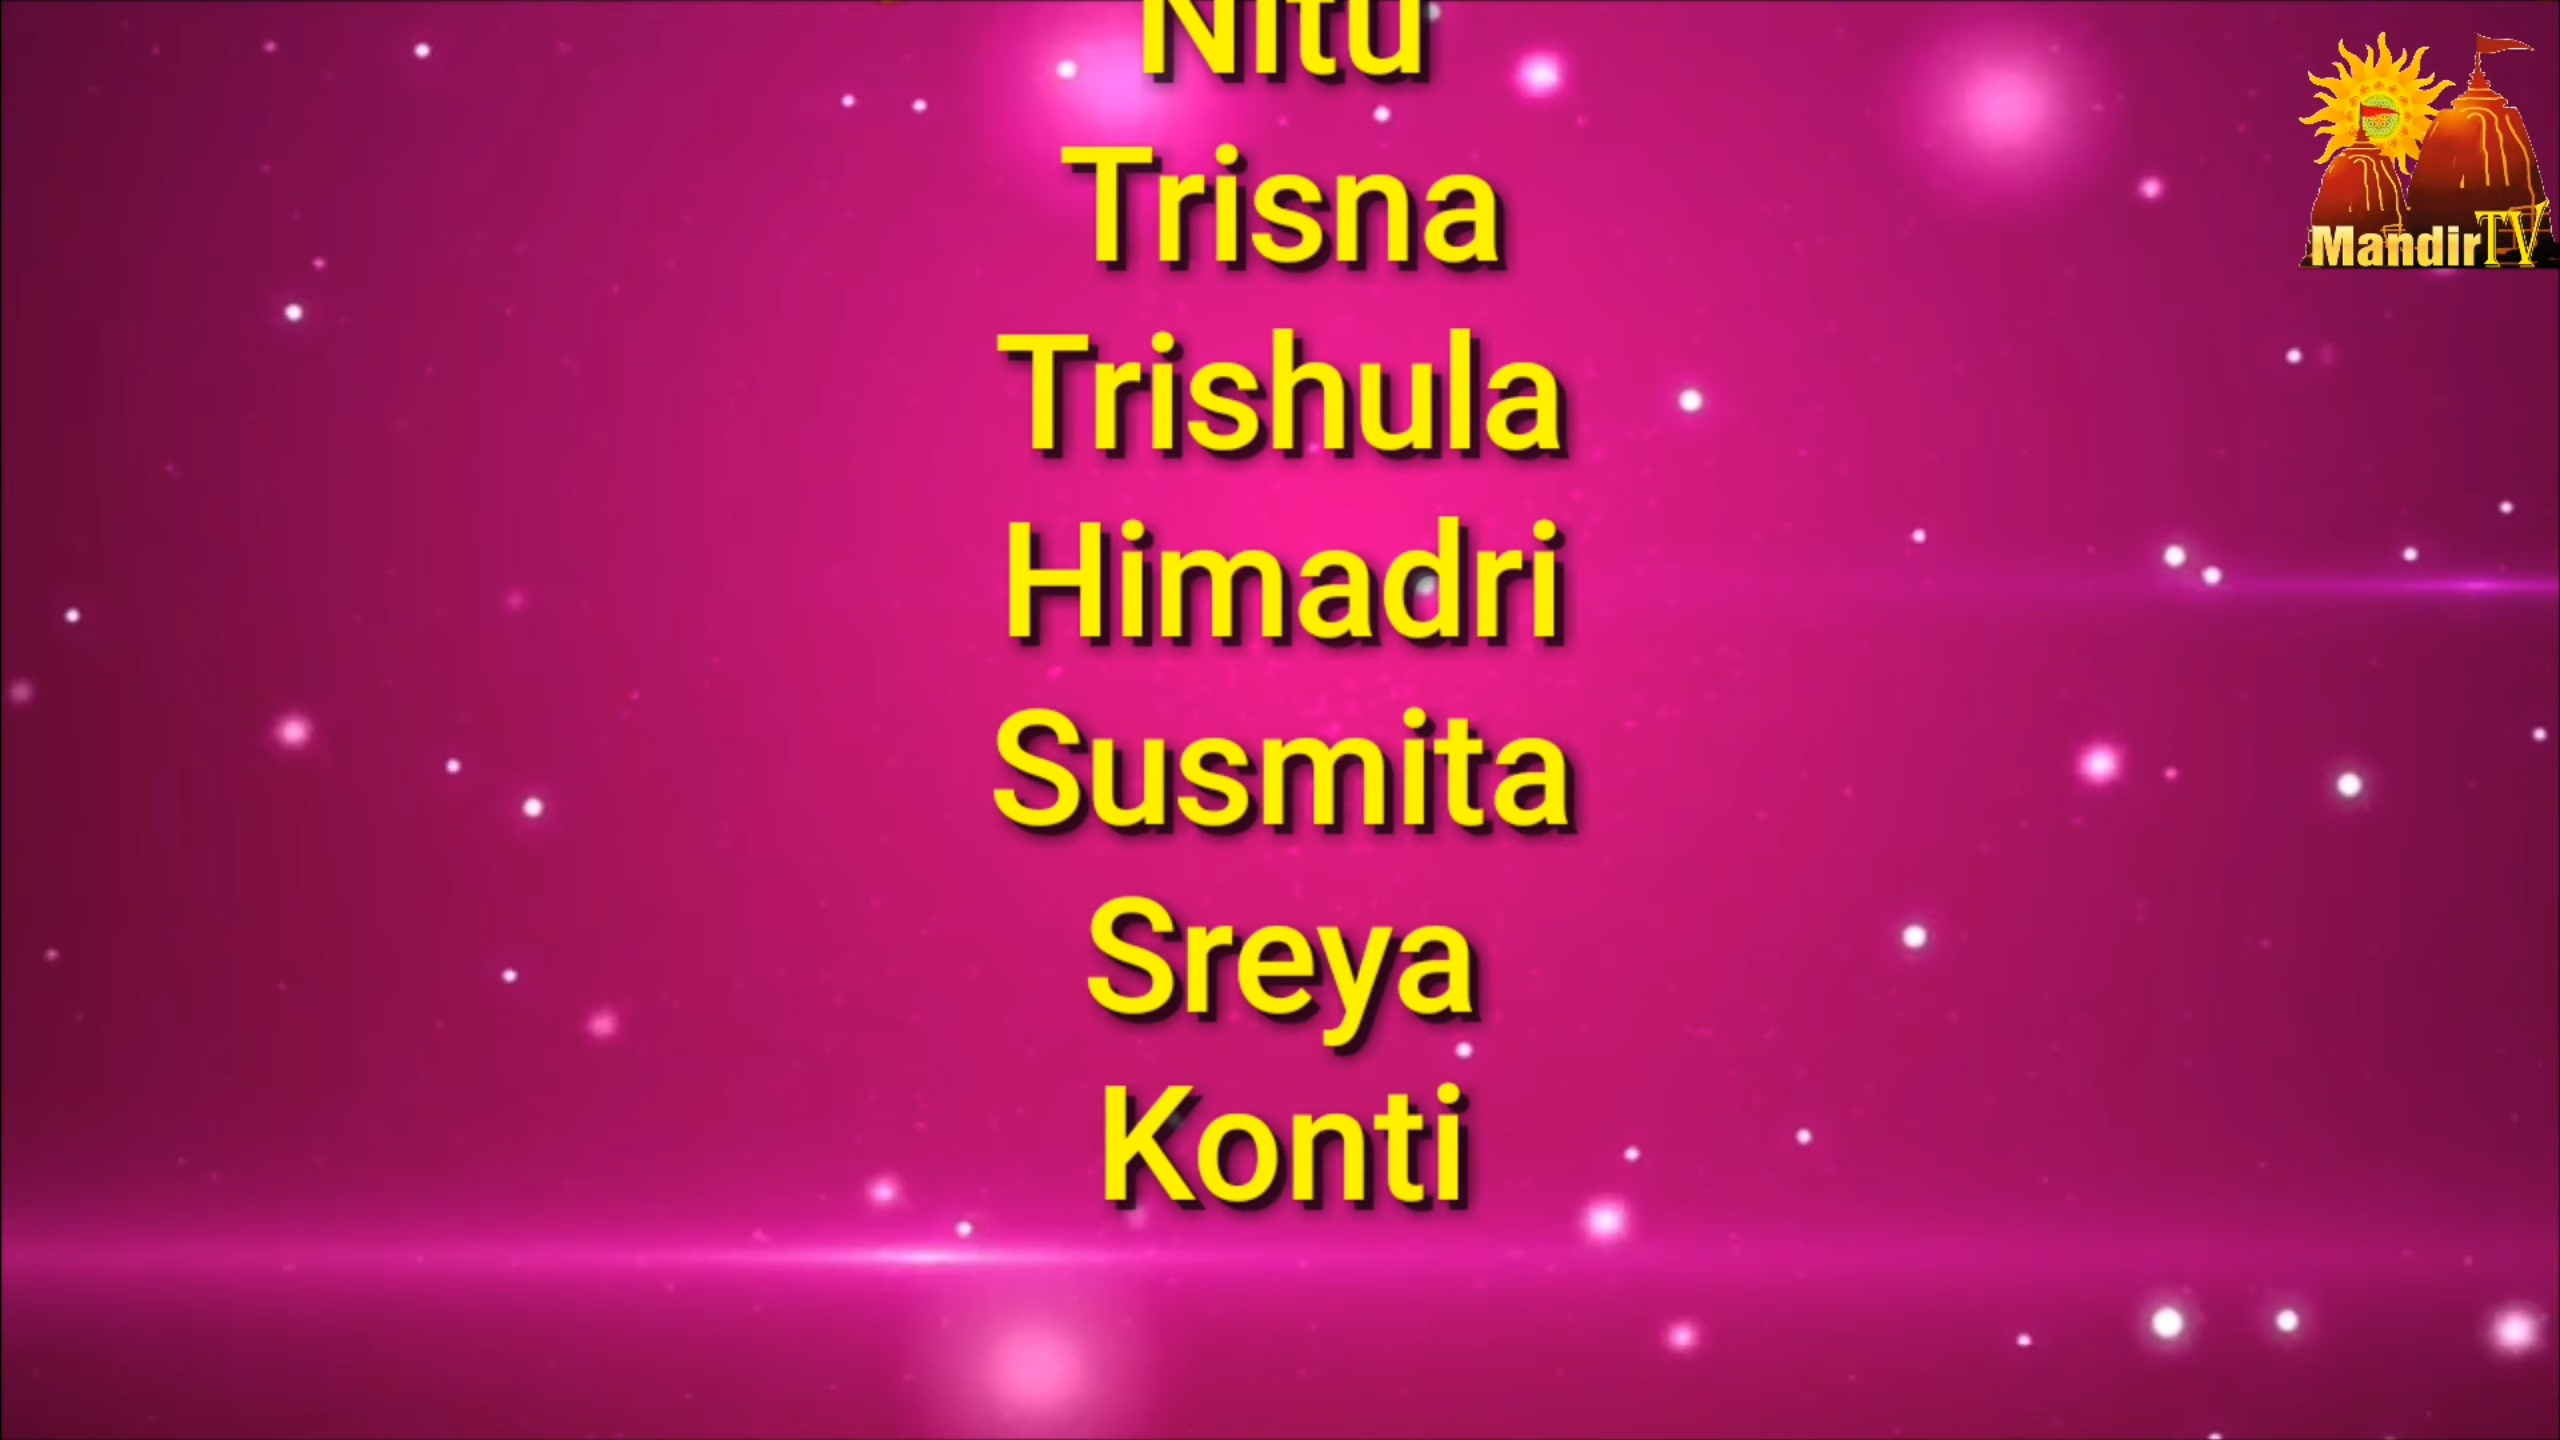 Nitu
Trisna
Trishula
Himadri
Susmita
Sreya
Konti
MandirTV